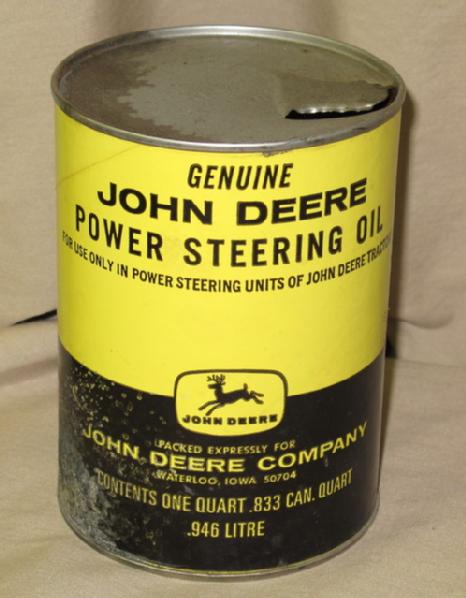 GENUINE
JOHN DEERE
POWER STEERING OIL
FOR USE ONLY IN POWER STEERING UNITS OF JOHN DEERE TRACTORS
JOHN DEERE
PACKED EXPRESSLY FOR
JOHN DEERE COMPANY
WATERLOO, IOWA 50704
CONTENTS ONE QUART .833 CAN. QUART
.946 LITRE